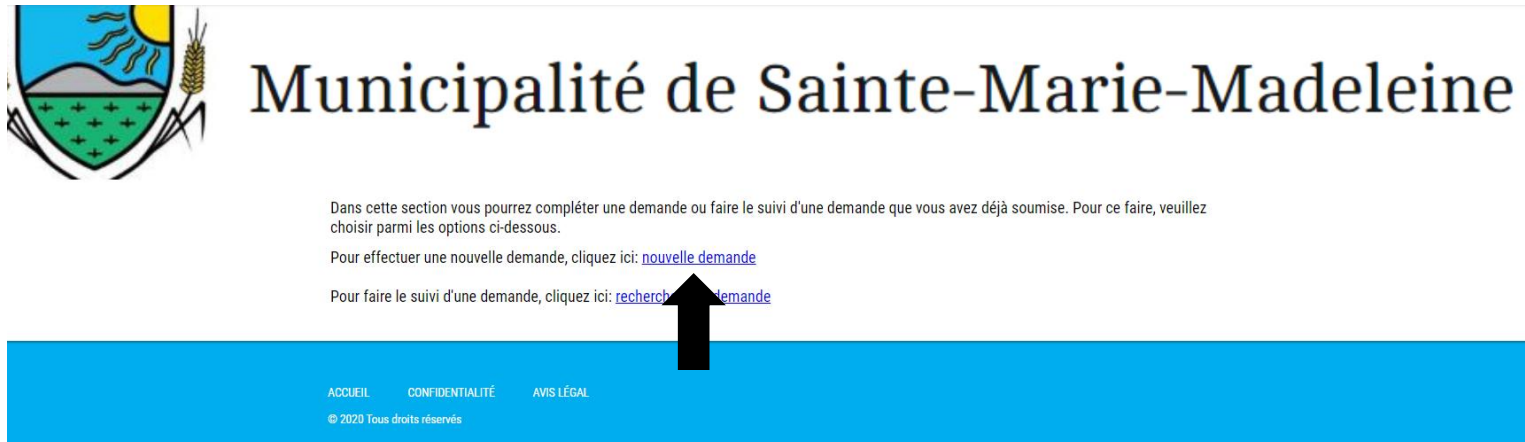 Municipalité de Sainte-Marie-Madeleine
Dans cette section vous pourrez compléter une demande ou faire le suivi d'une demande que vous avez déjà soumise. Pour ce faire, veuillez
choisir parmi les options ci-dessous.
Pour effectuer une nouvelle demande, cliquez ici: nouvelle demande
Pour faire le suivi d'une demande, cliquez ici: demande
ACCUEIL CONFIDENTIALITÉ AVIS LÉGAL
© 2020 Tous droits réservés